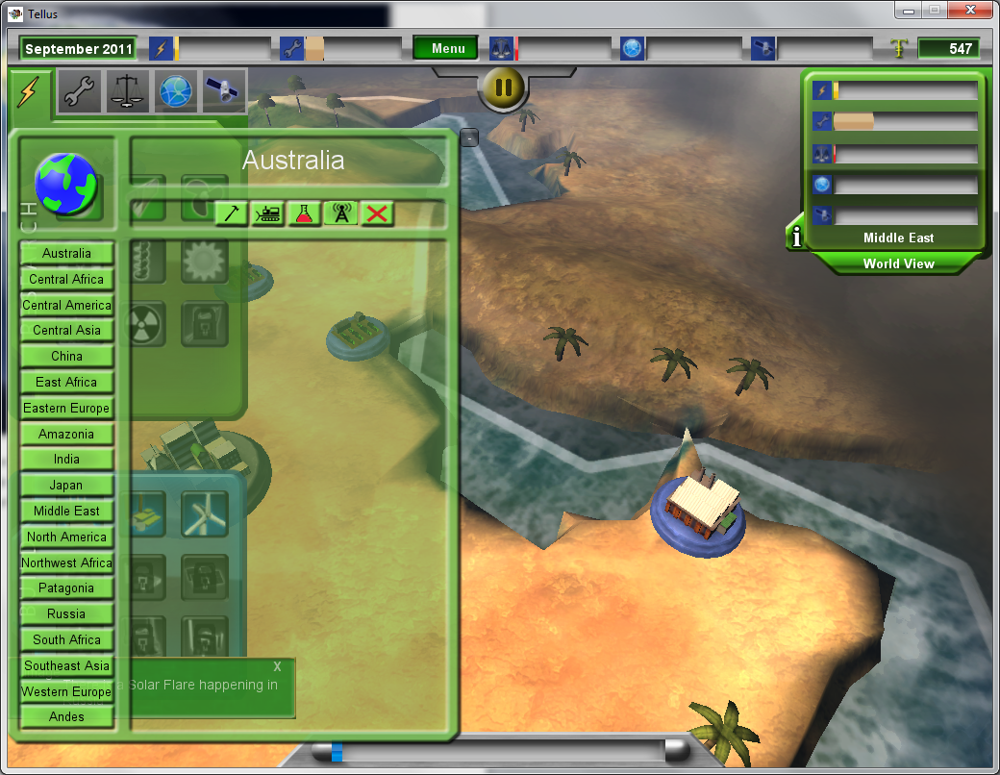 Tellus
September 2011
Menu
547
Australia
Australia
Central Africa
Central America
Central Asia
China
East Africa
Eastern Europe
Amazonia
India
Japan
Middle East
North America
Northwest Africa
Patagonia
Russia
South Africa
Southeast Asia
Western Europe
Andes
X
a Solar Flare happening in
i
Middle East
World View